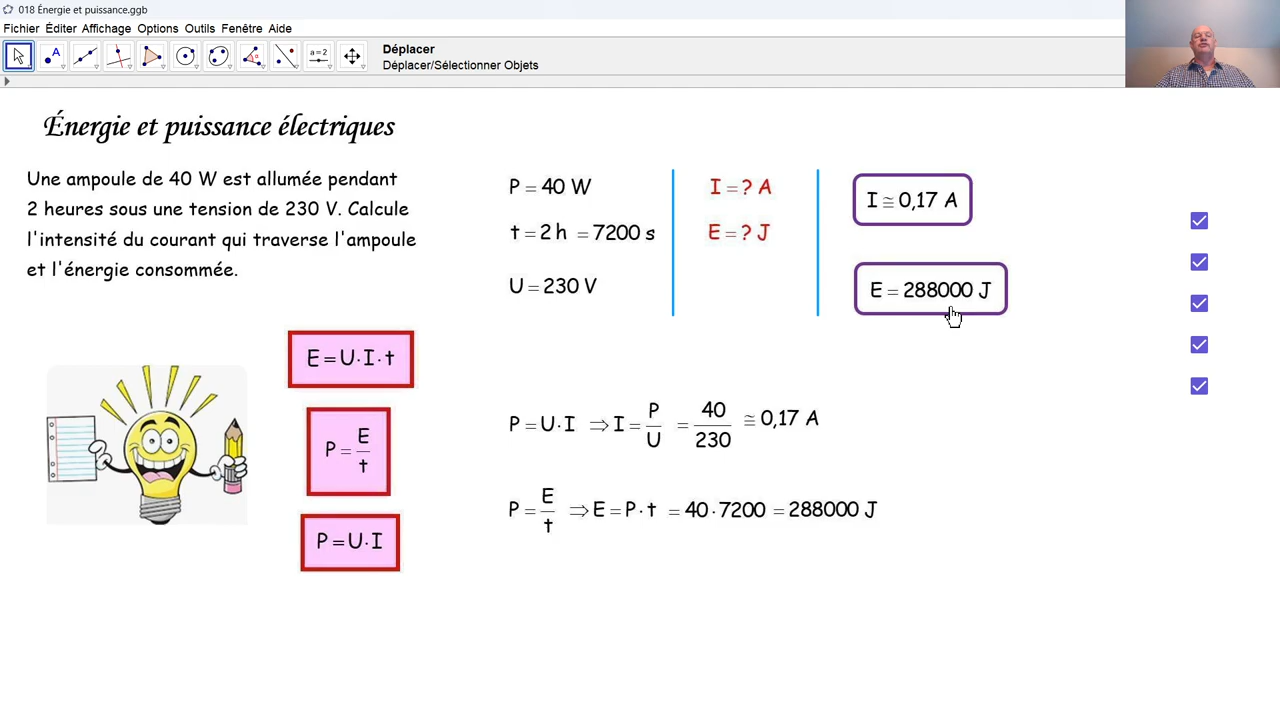 018 Énergie et puissance.ggb
Fichier Éditer Affichage Options Outils Fenêtre Aide
A
a=2
Déplacer
Déplacer/Sélectionner Objets
Énergie et puissance électriques
Une ampoule de 40 W est allumée pendant
2 heures sous une tension de 230 V. Calcule
l'intensité du courant qui traverse l'ampoule
et l'énergie consommée.
P = 40 W
t = 2 h = 7200 s
U = 230 V
I = ? A
E = ? J
I ≅ 0,17 A
E = 288000 J
E = U·I·t
P = E/t
P = U·I
P = U·I ⇒ I = P/U = 40/230 ≅ 0,17 A
P = E/t ⇒ E = P·t = 40·7200 = 288000 J